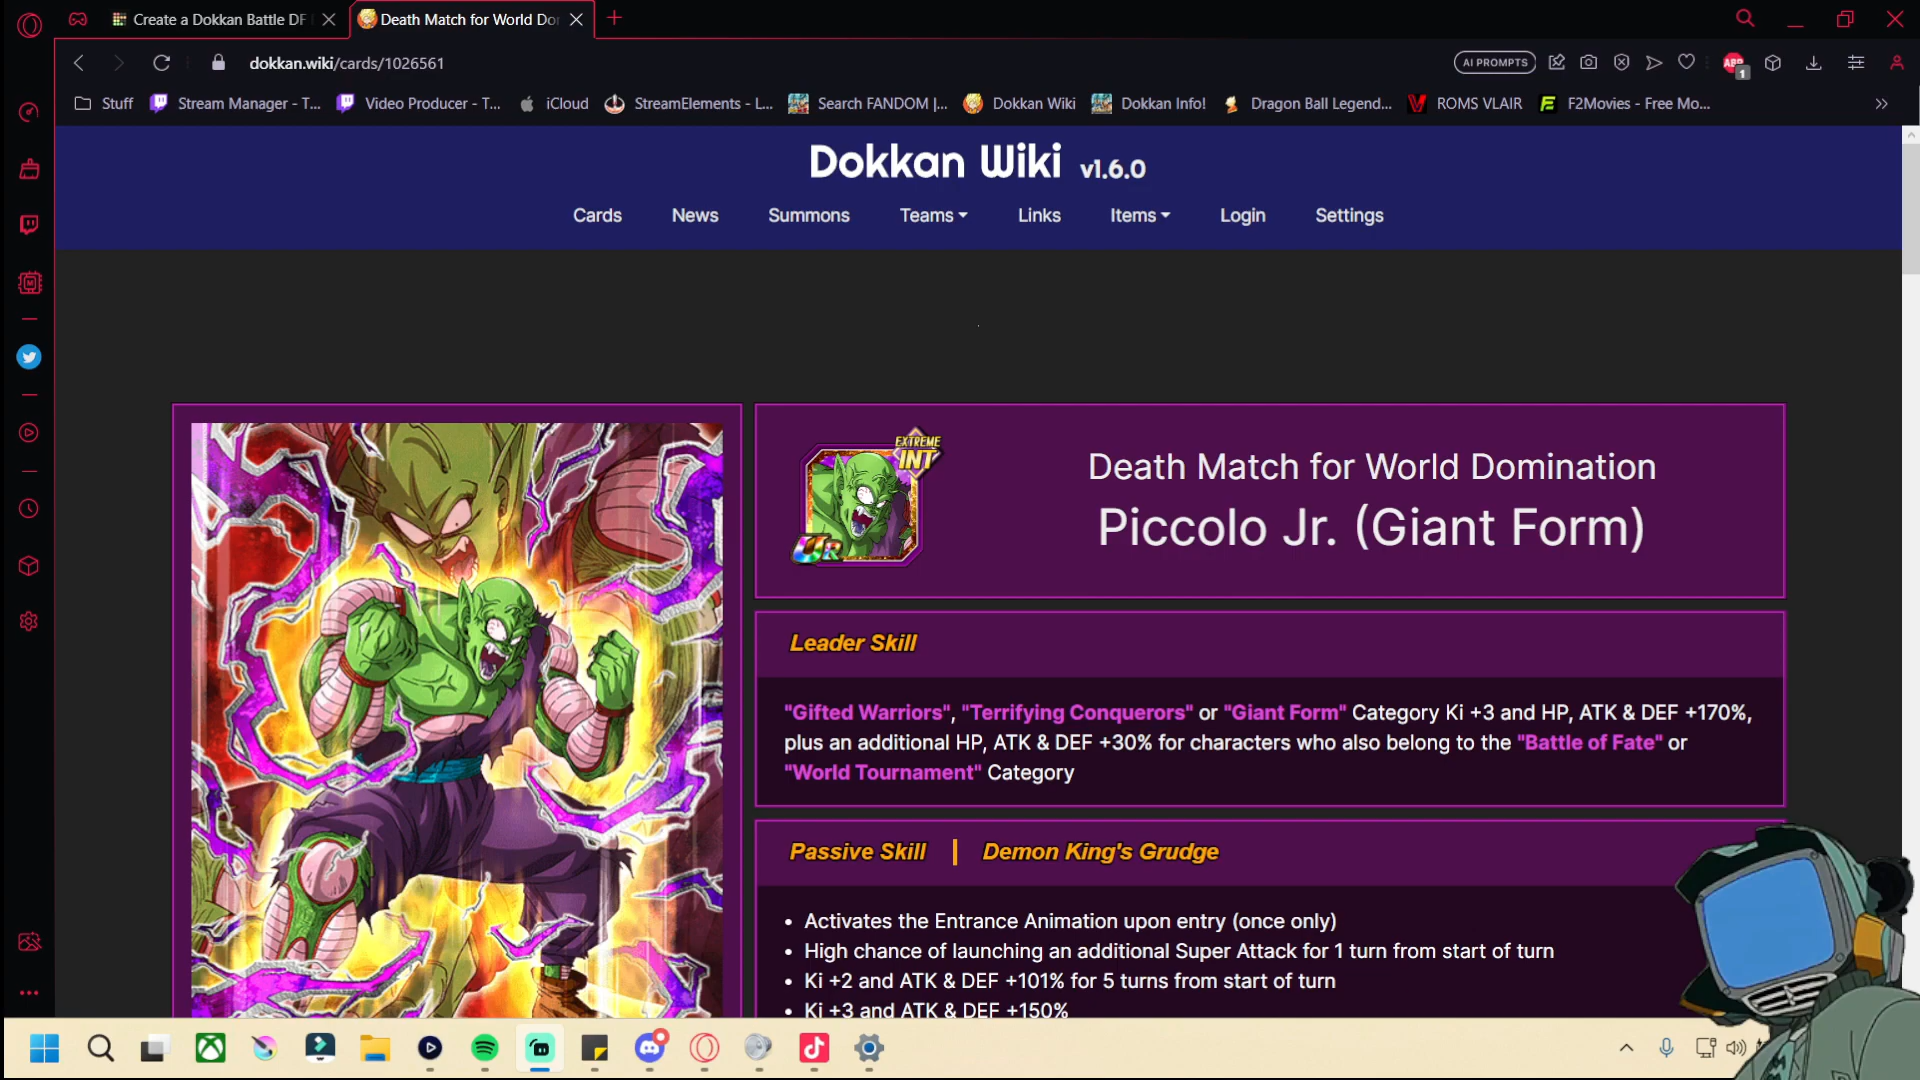 Create a Dokkan Battle DF
Death Match for World Dor
dokkan.wiki/cards/1026561
AI PROMPTS
ABP
1
Stuff
Stream Manager - T...
Video Producer - T...
iCloud
StreamElements - L...
Search FANDOM |...
Dokkan Wiki
Dokkan Info!
Dragon Ball Legend...
ROMS VLAIR
F2Movies - Free Mo...
Dokkan Wiki v1.6.0
Cards
News
Summons
Teams
Links
Items
Login
Settings
EXTREME
INT
UR
Death Match for World Domination
Piccolo Jr. (Giant Form)
Leader Skill
"Gifted Warriors", "Terrifying Conquerors" or "Giant Form" Category Ki +3 and HP, ATK & DEF +170%,
plus an additional HP, ATK & DEF +30% for characters who also belong to the "Battle of Fate" or
"World Tournament" Category
Passive Skill | Demon King's Grudge
• Activates the Entrance Animation upon entry (once only)
• High chance of launching an additional Super Attack for 1 turn from start of turn
• Ki +2 and ATK & DEF +101% for 5 turns from start of turn
• Ki +3 and ATK & DEF +150%